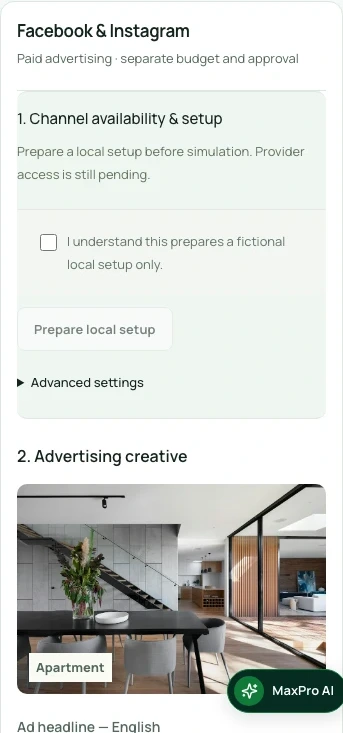 Facebook & Instagram
Paid advertising · separate budget and approval
1. Channel availability & setup
Prepare a local setup before simulation. Provider
access is still pending.
I understand this prepares a fictional
local setup only.
Prepare local setup
Advanced settings
2. Advertising creative
Apartment
MaxPro AI
Ad headline — English